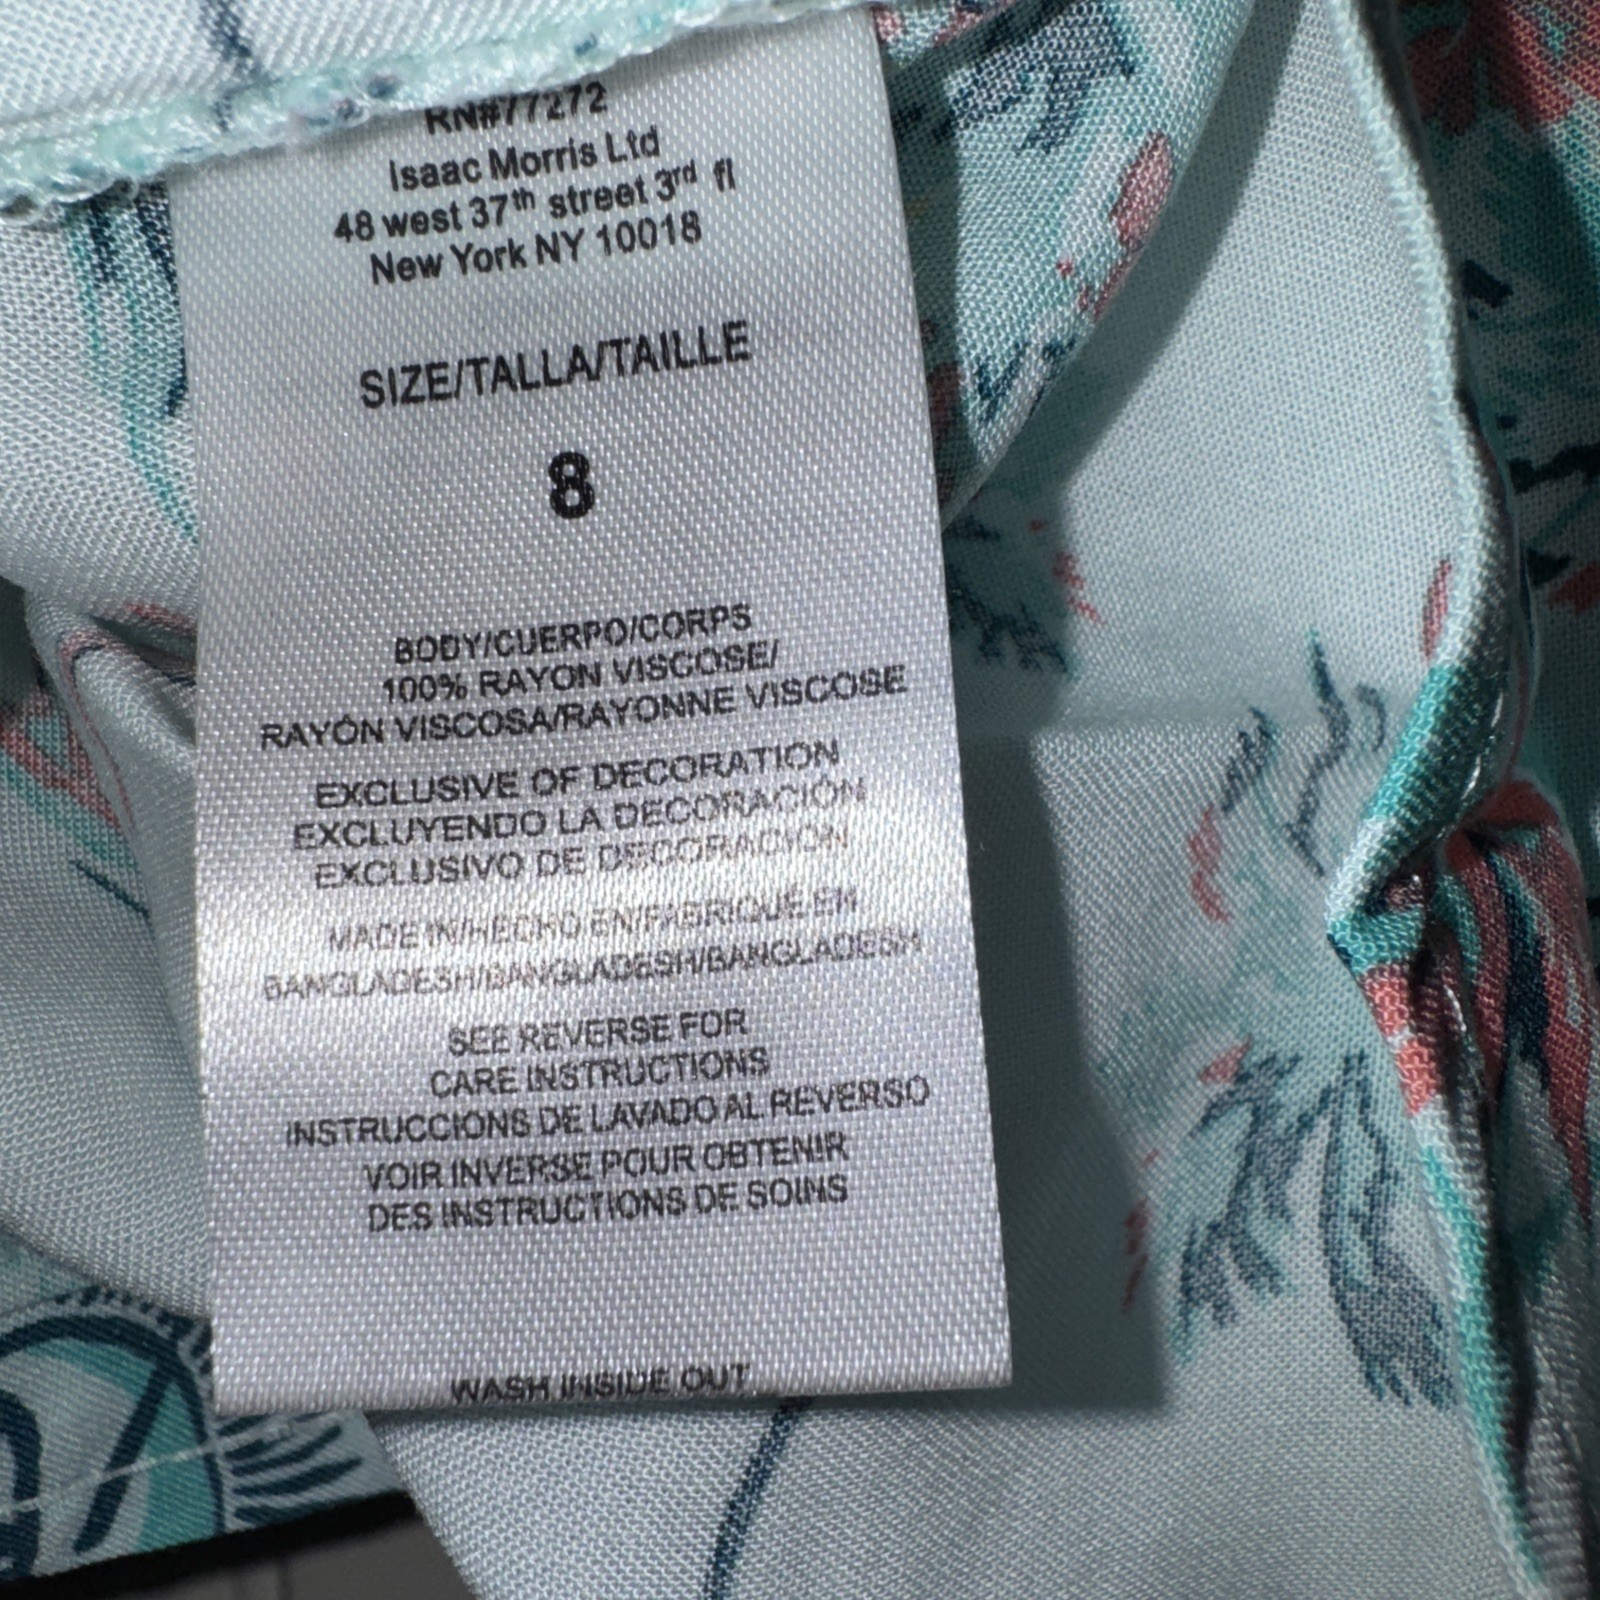 RN#77272
Isaac Morris Ltd
48 west 37th street 3rd fl
New York NY 10018
SIZE/TALLA/TAILLE
8
BODY/CUERPO/CORPS
100% RAYON VISCOSE/
RAYÓN VISCOSA/RAYONNE VISCOSE
EXCLUSIVE OF DECORATION
EXCLUYENDO LA DECORACIÓN
EXCLUSIVO DE DECORACIÓN
MADE IN/HECHO EN/FABRIQUÉ EN
BANGLADESH/BANGLADESH/BANGLADESH
SEE REVERSE FOR
CARE INSTRUCTIONS
INSTRUCCIONS DE LAVADO AL REVERSO
VOIR INVERSE POUR OBTENIR
DES INSTRUCTIONS DE SOINS
WASH INSIDE OUT